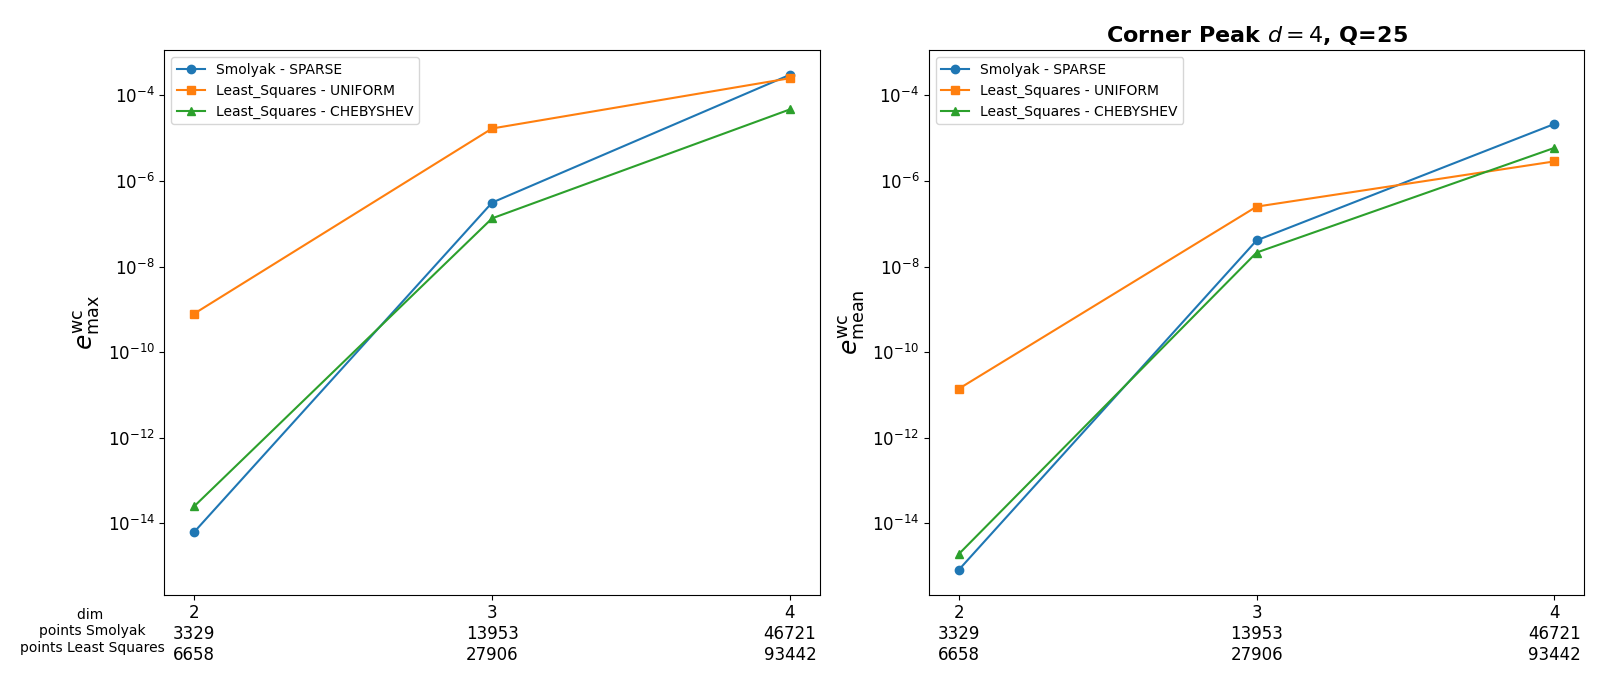 Corner Peak d = 4, Q=25
Smolyak - SPARSE
Least_Squares - UNIFORM
Least_Squares - CHEBYSHEV
10⁻⁴
10⁻⁶
10⁻⁸
10⁻¹⁰
10⁻¹²
10⁻¹⁴
e^wc_max
dim 2 3 4
points Smolyak 3329 13953 46721
points Least Squares 6658 27906 93442
Smolyak - SPARSE
Least_Squares - UNIFORM
Least_Squares - CHEBYSHEV
10⁻⁴
10⁻⁶
10⁻⁸
10⁻¹⁰
10⁻¹²
10⁻¹⁴
e^wc_mean
2 3 4
3329 13953 46721
6658 27906 93442